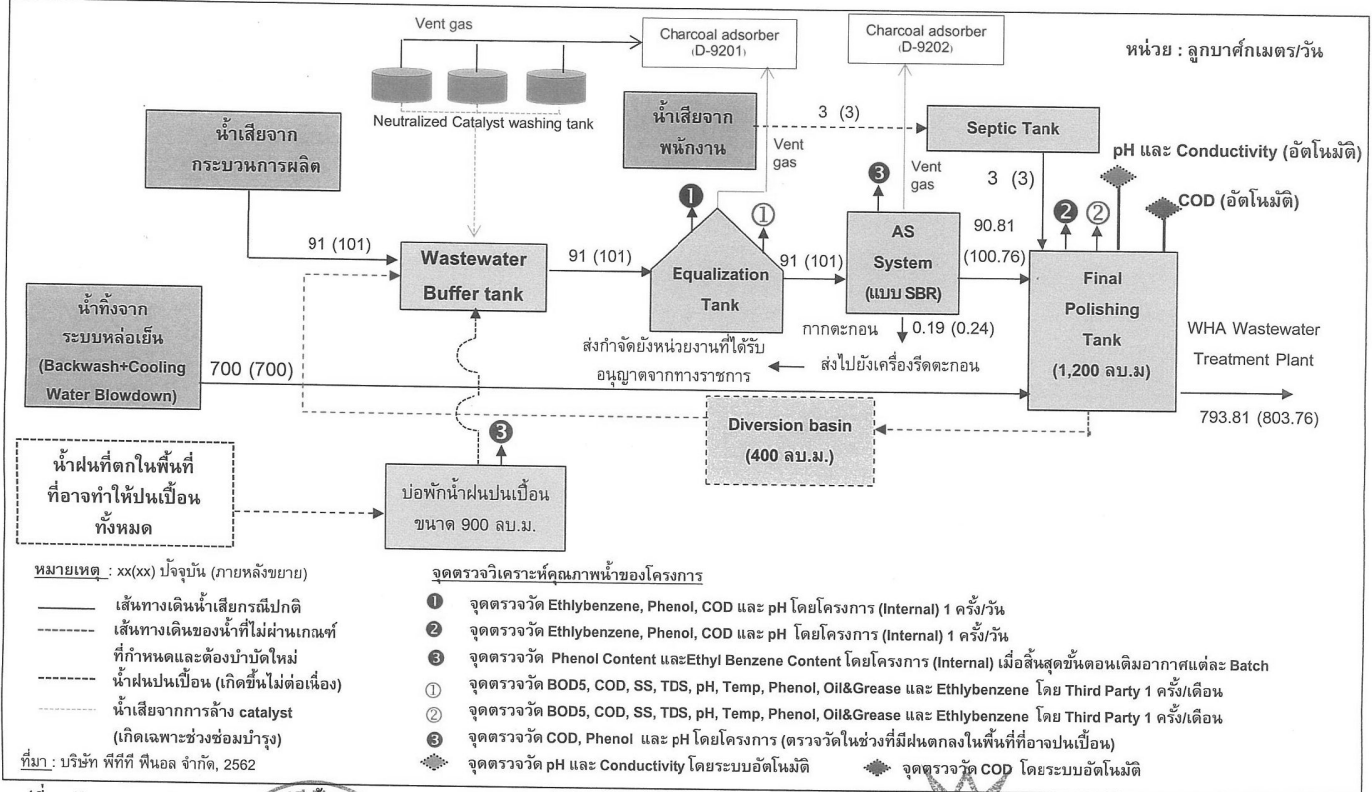 Vent gas
Charcoal adsorber
(D-9201)
Charcoal adsorber
(D-9202)
หน่วย : ลูกบาศ์กเมตร/วัน
Neutralized Catalyst washing tank
น้ำเสียจาก
กระบวนการผลิต
น้ำเสียจาก
พนักงาน
3 (3)
Septic Tank
Vent
gas
Vent
gas
pH และ Conductivity (อัตโนมัติ)
3 (3)
COD (อัตโนมัติ)
❶
①
❸
❷
②
91 (101)
Wastewater
Buffer tank
91 (101)
Equalization
Tank
91 (101)
AS
System
(แบบ SBR)
90.81
(100.76)
Final
Polishing
Tank
(1,200 ลบ.ม)
น้ำทิ้งจาก
ระบบหล่อเย็น
(Backwash+Cooling
Water Blowdown)
700 (700)
กากตะกอน
0.19 (0.24)
ส่งกำจัดยังหน่วยงานที่ได้รับ
อนุญาตจากทางราชการ
ส่งไปยังเครื่องรีดตะกอน
WHA Wastewater
Treatment Plant
793.81 (803.76)
Diversion basin
(400 ลบ.ม.)
น้ำฝนที่ตกในพื้นที่
ที่อาจทำให้ปนเปื้อน
ทั้งหมด
❸
บ่อพักน้ำฝนปนเปื้อน
ขนาด 900 ลบ.ม.
หมายเหตุ : xx(xx) ปัจจุบัน (ภายหลังขยาย)
เส้นทางเดินน้ำเสียกรณีปกติ
เส้นทางเดินของน้ำที่ไม่ผ่านเกณฑ์
ที่กำหนดและต้องบำบัดใหม่
น้ำฝนปนเปื้อน (เกิดขึ้นไม่ต่อเนื่อง)
น้ำเสียจากการล้าง catalyst
(เกิดเฉพาะช่วงซ่อมบำรุง)
ที่มา : บริษัท พีทีที ฟีนอล จำกัด, 2562
จุดตรวจวิเคราะห์คุณภาพน้ำของโครงการ
❶ จุดตรวจวัด Ethlybenzene, Phenol, COD และ pH โดยโครงการ (Internal) 1 ครั้ง/วัน
❷ จุดตรวจวัด Ethlybenzene, Phenol, COD และ pH โดยโครงการ (Internal) 1 ครั้ง/วัน
❸ จุดตรวจวัด Phenol Content และEthyl Benzene Content โดยโครงการ (Internal) เมื่อสิ้นสุดขั้นตอนเติมอากาศแต่ละ Batch
① จุดตรวจวัด BOD5, COD, SS, TDS, pH, Temp, Phenol, Oil&Grease และ Ethlybenzene โดย Third Party 1 ครั้ง/เดือน
② จุดตรวจวัด BOD5, COD, SS, TDS, pH, Temp, Phenol, Oil&Grease และ Ethlybenzene โดย Third Party 1 ครั้ง/เดือน
❸ จุดตรวจวัด COD, Phenol และ pH โดยโครงการ (ตรวจวัดในช่วงที่มีฝนตกลงในพื้นที่ที่อาจปนเปื้อน)
จุดตรวจวัด pH และ Conductivity โดยระบบอัตโนมัติ
จุดตรวจวัด COD โดยระบบอัตโนมัติ